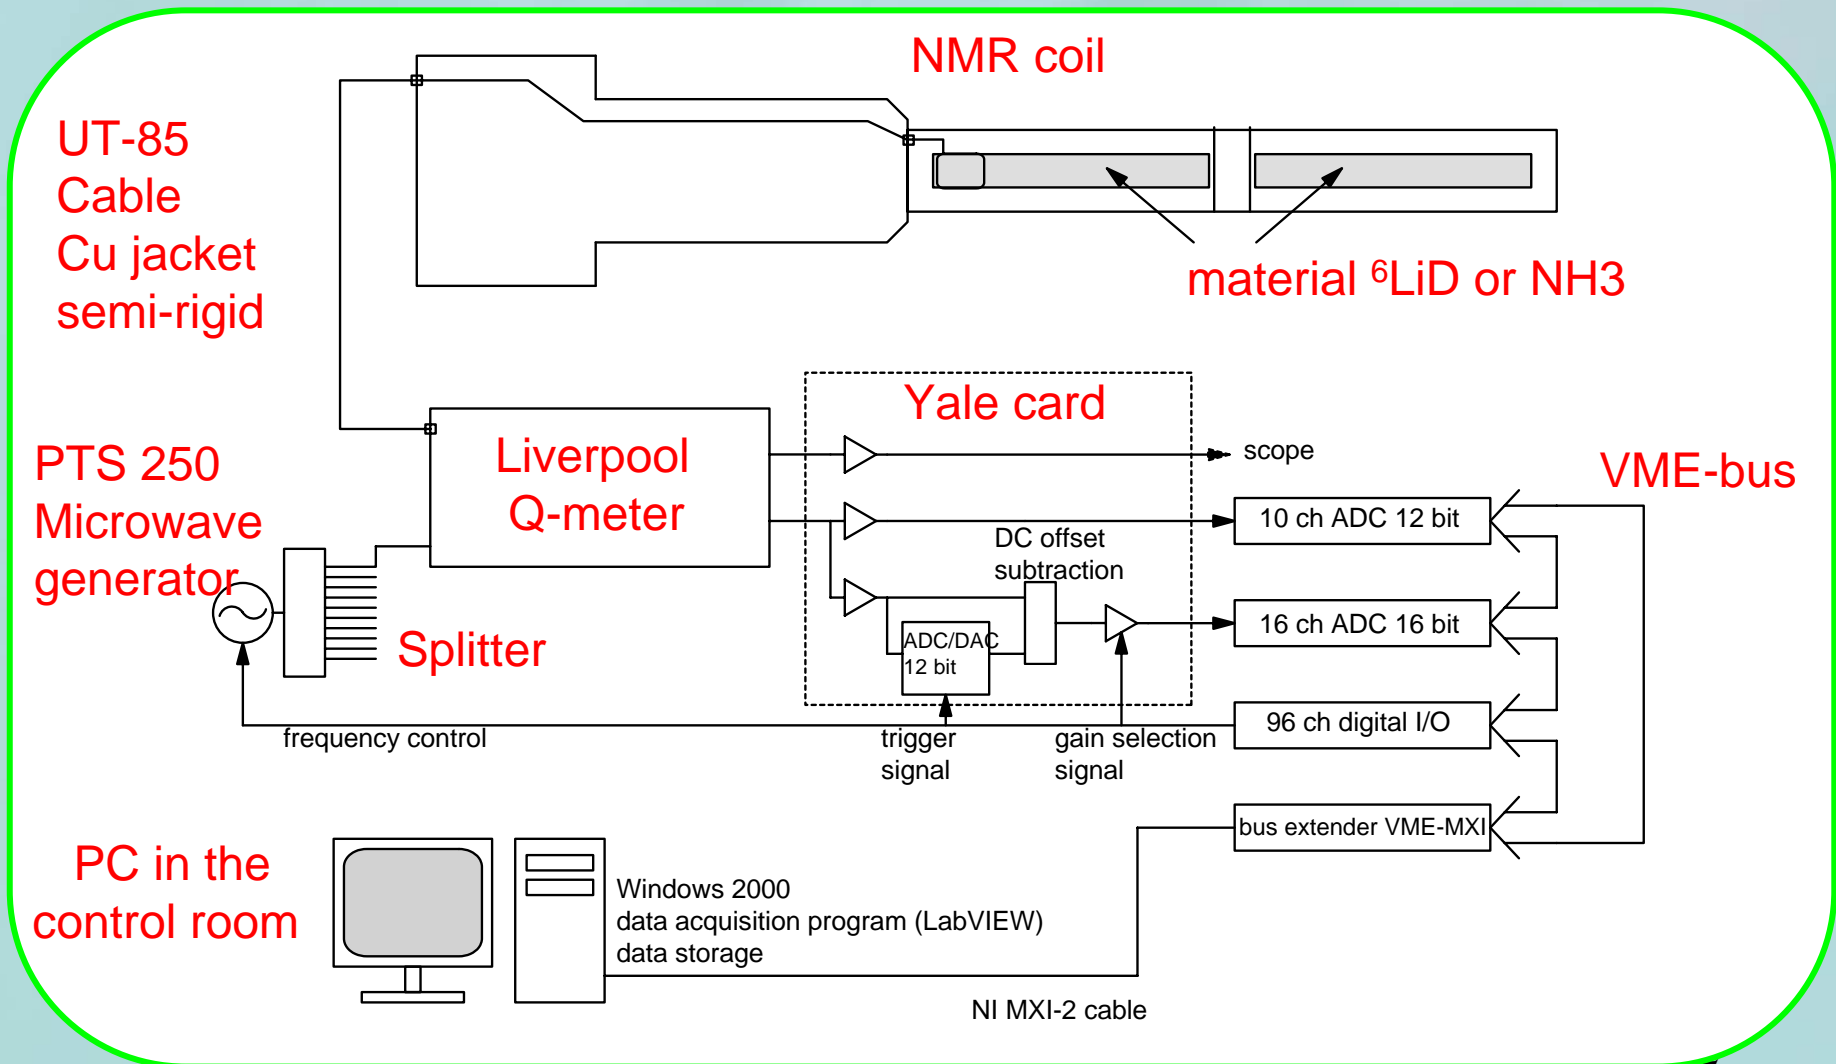 NMR coil
UT-85
Cable
Cu jacket
semi-rigid
material ⁶LiD or NH3
Yale card
Liverpool
Q-meter
scope
VME-bus
PTS 250
Microwave
generator
10 ch ADC 12 bit
DC offset
subtraction
Splitter
ADC/DAC
12 bit
16 ch ADC 16 bit
96 ch digital I/O
frequency control
trigger
signal
gain selection
signal
bus extender VME-MXI
PC in the
control room
Windows 2000
data acquisition program (LabVIEW)
data storage
NI MXI-2 cable